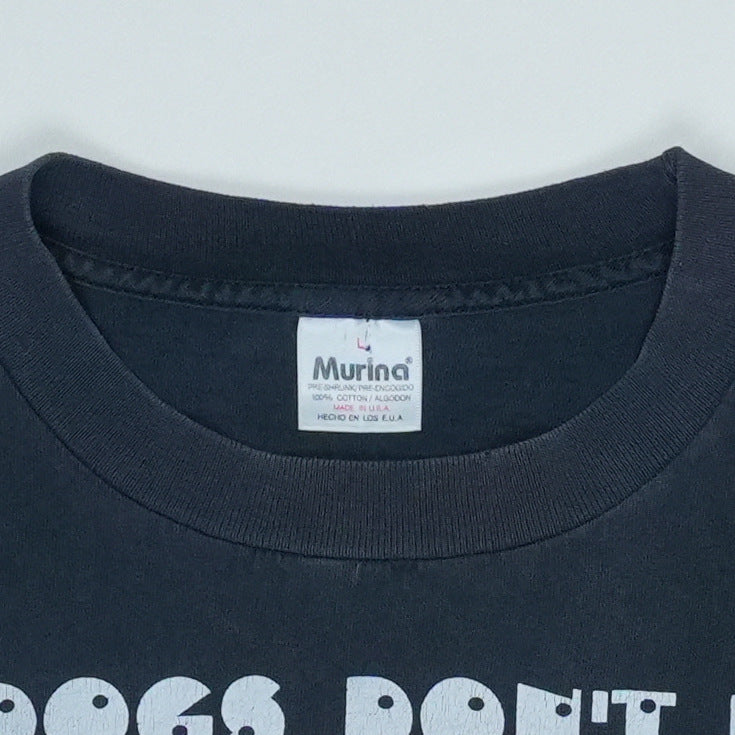 L
Murina®
PRE-SHRUNK/PRE-ENCOGIDO
100% COTTON / ALGODON
MADE IN U.S.A.
HECHO EN LOS E.U.A.
DOGS DON'T